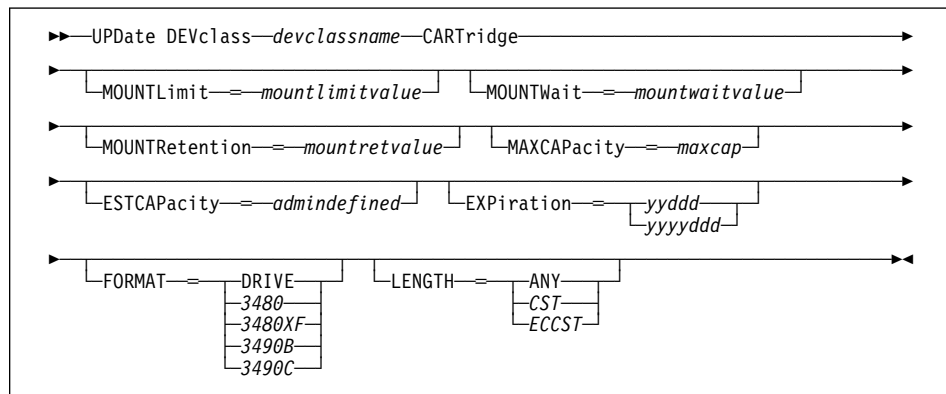 UPDate DEVclass devclassname CARTridge
MOUNTLimit = mountlimitvalue MOUNTWait = mountwaitvalue
MOUNTRetention = mountretvalue MAXCAPacity = maxcap
ESTCAPacity = admindefined EXPiration = yyddd
yyyyddd
FORMAT = DRIVE LENGTH = ANY
3480 CST
3480XF ECCST
3490B
3490C